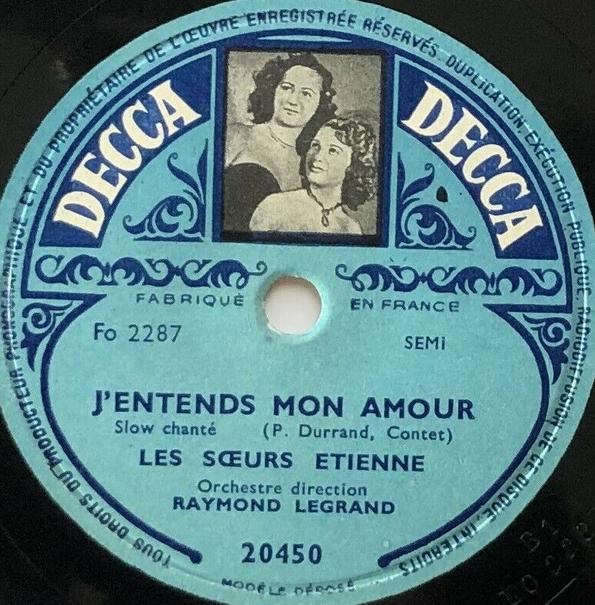 TOUS DROITS DU PRODUCTEUR PHONOGRAPHIQUE ET DU PROPRIÉTAIRE DE L'ŒUVRE ENREGISTRÉE RÉSERVÉS. DUPLICATION, EXÉCUTION PUBLIQUE, RADIODIFFUSION DE CE DISQUE, INTERDITS
DECCA DECCA
FABRIQUÉ EN FRANCE
Fo 2287 SEMi
J'ENTENDS MON AMOUR
Slow chanté (P. Durrand, Contet)
LES SŒURS ETIENNE
Orchestre direction
RAYMOND LEGRAND
20450
MODÈLE DÉPOSÉ
B1